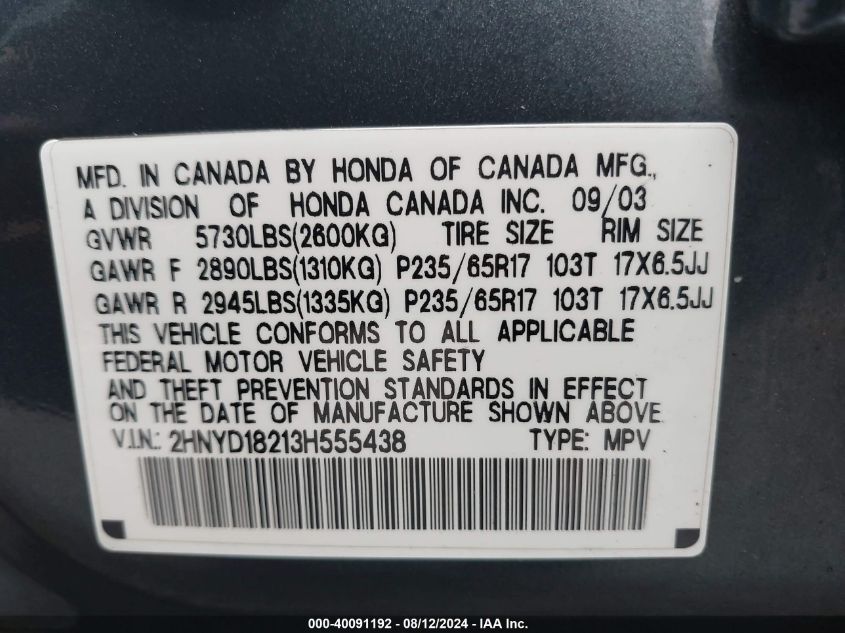 MFD. IN CANADA BY HONDA OF CANADA MFG.,
A DIVISION OF HONDA CANADA INC. 09/03
GVWR 5730LBS(2600KG) TIRE SIZE RIM SIZE
GAWR F 2890LBS(1310KG) P235/65R17 103T 17X6.5JJ
GAWR R 2945LBS(1335KG) P235/65R17 103T 17X6.5JJ
THIS VEHICLE CONFORMS TO ALL APPLICABLE
FEDERAL MOTOR VEHICLE SAFETY
AND THEFT PREVENTION STANDARDS IN EFFECT
ON THE DATE OF MANUFACTURE SHOWN ABOVE.
V.I.N.: 2HNYD18213H555438 TYPE: MPV
000-40091192 - 08/12/2024 - IAA Inc.